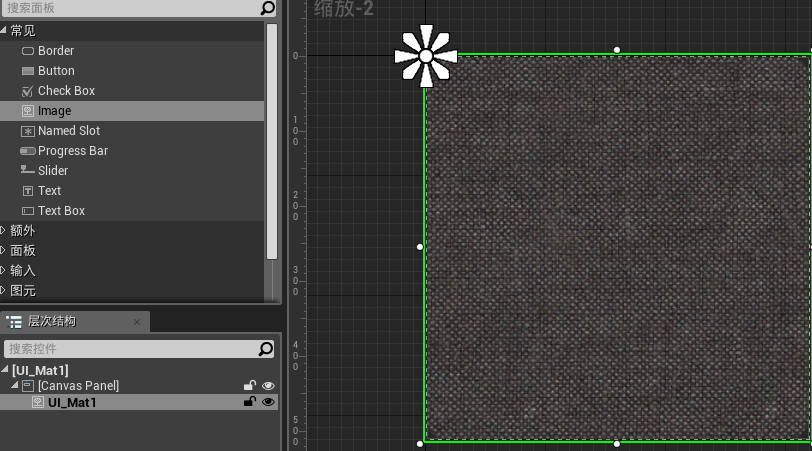 搜索面板
常见
Border
Button
Check Box
Image
Named Slot
Progress Bar
Slider
Text
Text Box
额外
面板
输入
图元
层次结构
搜索控件
[UI_Mat1]
[Canvas Panel]
UI_Mat1
缩放-2
0
100
200
300
400
500